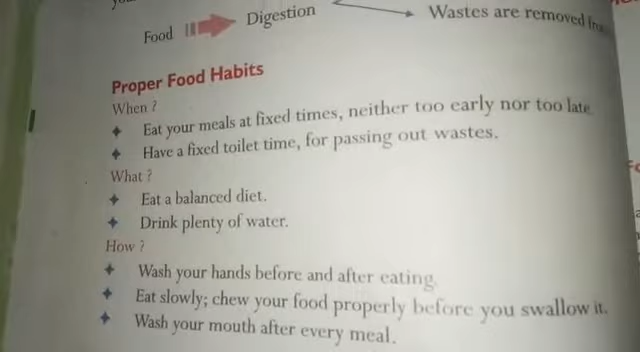 Food Digestion Wastes are removed
Proper Food Habits
When ?
Eat your meals at fixed times, neither too early nor too late
Have a fixed toilet time, for passing out wastes.
What ?
Eat a balanced diet.
Drink plenty of water.
How ?
Wash your hands before and after eating.
Eat slowly; chew your food properly before you swallow it.
Wash your mouth after every meal.